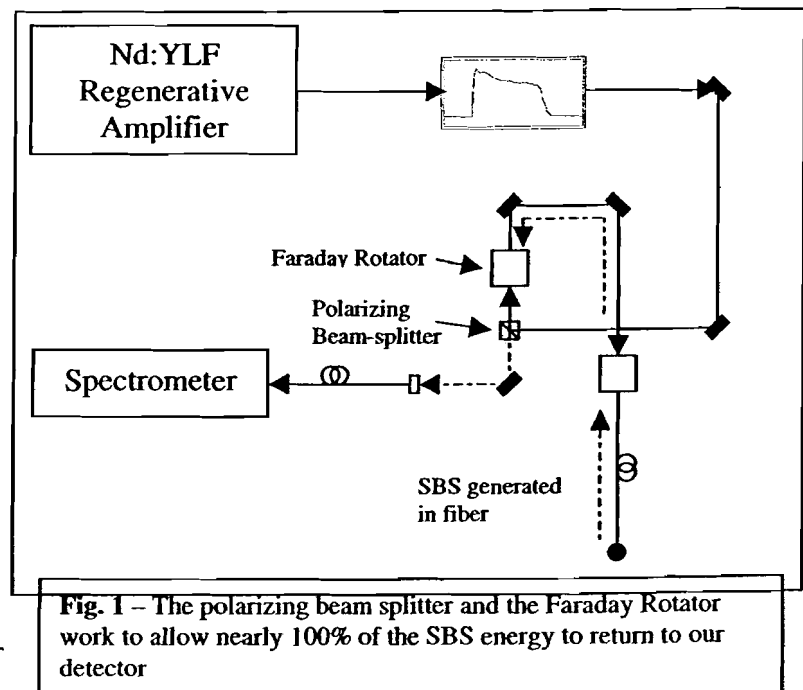 Nd:YLF
Regenerative
Amplifier
Faraday Rotator
Polarizing
Beam-splitter
Spectrometer
SBS generated
in fiber
Fig. 1 – The polarizing beam splitter and the Faraday Rotator
work to allow nearly 100% of the SBS energy to return to our
detector